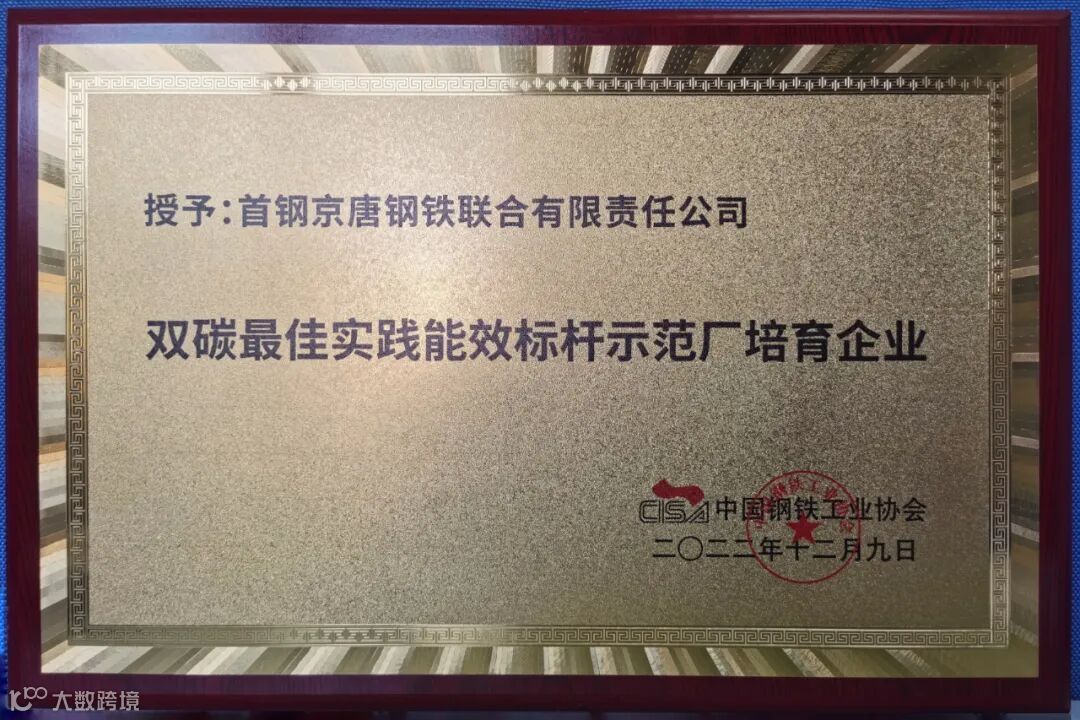 授予：首钢京唐钢铁联合有限责任公司
双碳最佳实践能效标杆示范厂培育企业
CISA 中国钢铁工业协会
二〇二二年十二月九日
大数跨境